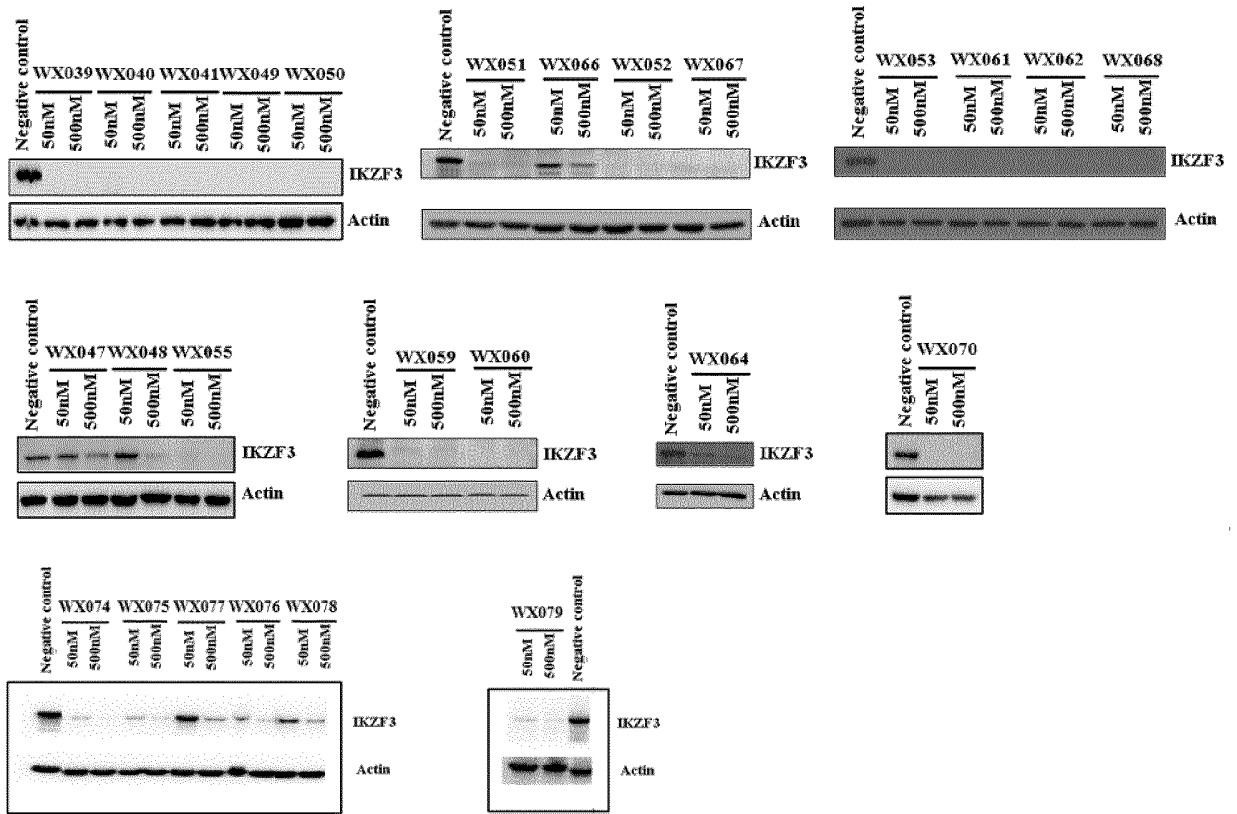 Negative control WX039 WX040 WX041 WX049 WX050
50nM 500nM 50nM 500nM 50nM 500nM 50nM 500nM 50nM 500nM
IKZF3
Actin
Negative control WX051 WX066 WX052 WX067
50nM 500nM 50nM 500nM 50nM 500nM 50nM 500nM
IKZF3
Actin
Negative control WX053 WX061 WX062 WX068
50nM 500nM 50nM 500nM 50nM 500nM 50nM 500nM
IKZF3
Actin
Negative control WX047 WX048 WX055
50nM 500nM 50nM 500nM 50nM 500nM
IKZF3
Actin
Negative control WX059 WX060
50nM 500nM 50nM 500nM
IKZF3
Actin
Negative control WX064
50nM 500nM
IKZF3
Actin
Negative control WX070
50nM 500nM
Negative control WX074 WX075 WX077 WX076 WX078
50nM 500nM 50nM 500nM 50nM 500nM 50nM 500nM 50nM 500nM
IKZF3
Actin
WX079 Negative control
50nM 500nM
IKZF3
Actin